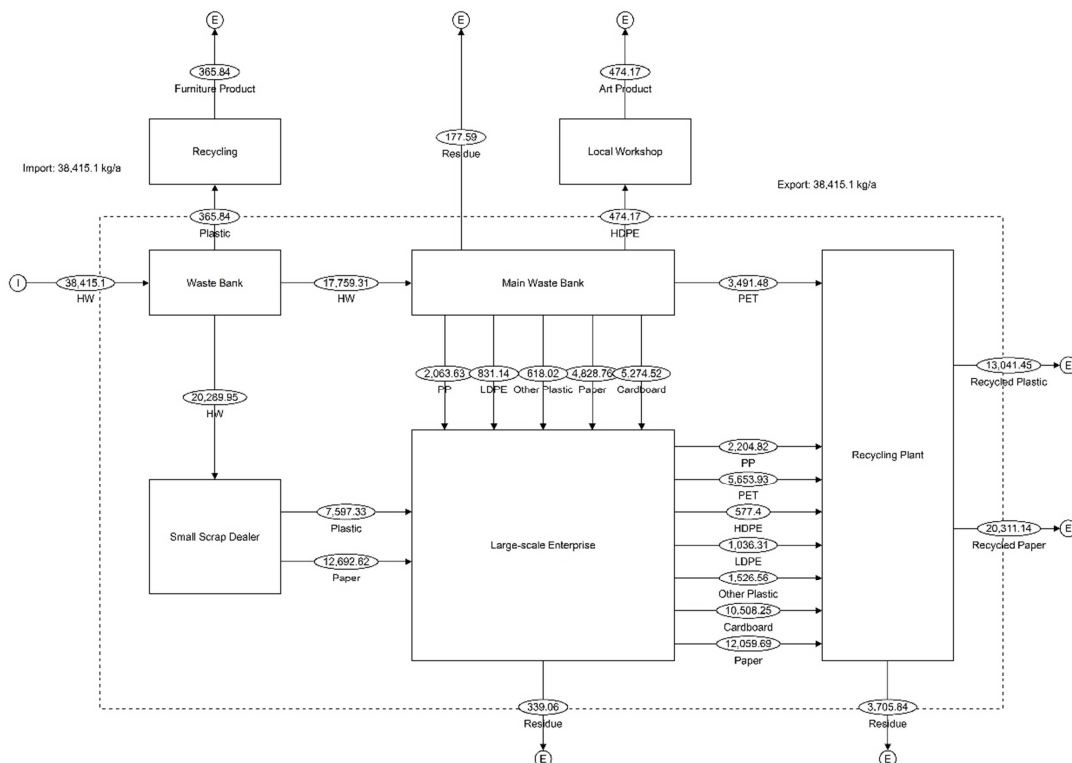 E
E
E
365.84
Furniture Product
474.17
Art Product
177.59
Residue
Recycling
Local Workshop
Import: 38,415.1 kg/a
Export: 38,415.1 kg/a
365.84
Plastic
474.17
HDPE
I
38,415.1
HW
Waste Bank
17,759.31
HW
Main Waste Bank
3,491.48
PET
2,063.63
PP
831.14
LDPE
618.02
Other Plastic
4,828.76
Paper
5,274.52
Cardboard
20,289.95
HW
13,041.45
Recycled Plastic
E
Recycling Plant
2,204.82
PP
5,653.93
PET
577.4
HDPE
1,036.31
LDPE
1,526.56
Other Plastic
10,508.25
Cardboard
12,059.69
Paper
Small Scrap Dealer
7,597.33
Plastic
12,692.62
Paper
Large-scale Enterprise
20,311.14
Recycled Paper
E
339.06
Residue
3,705.84
Residue
E
E